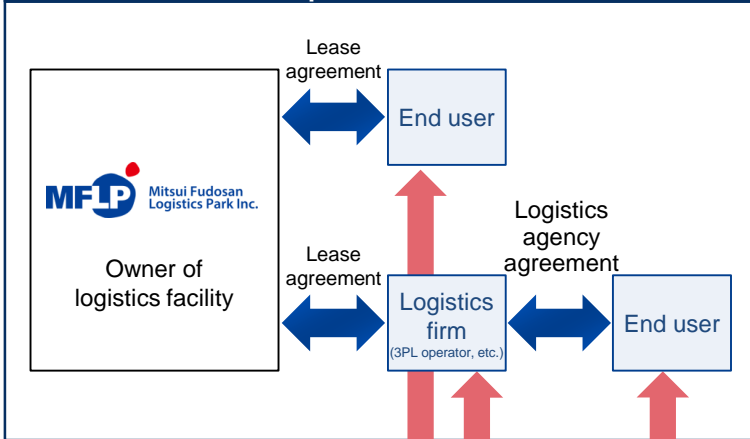 Lease
agreement
End user
MFLP
Mitsui Fudosan
Logistics Park Inc.
Owner of
logistics facility
Lease
agreement
Logistics
firm
(3PL operator, etc.)
Logistics
agency
agreement
End user